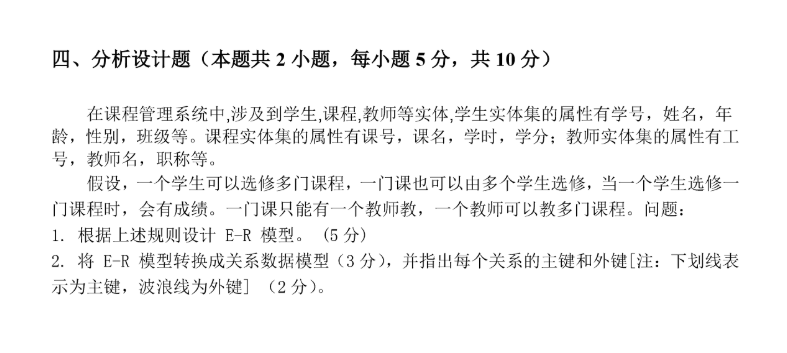 四、分析设计题（本题共 2 小题，每小题 5 分，共 10 分）
在课程管理系统中,涉及到学生,课程,教师等实体,学生实体集的属性有学号，姓名，年
龄，性别，班级等。课程实体集的属性有课号，课名，学时，学分；教师实体集的属性有工
号，教师名，职称等。
假设，一个学生可以选修多门课程，一门课也可以由多个学生选修，当一个学生选修一
门课程时，会有成绩。一门课只能有一个教师教，一个教师可以教多门课程。问题：
1. 根据上述规则设计 E-R 模型。（5 分)
2. 将 E-R 模型转换成关系数据模型（3 分），并指出每个关系的主键和外键[注：下划线表
示为主键，波浪线为外键]（2 分）。